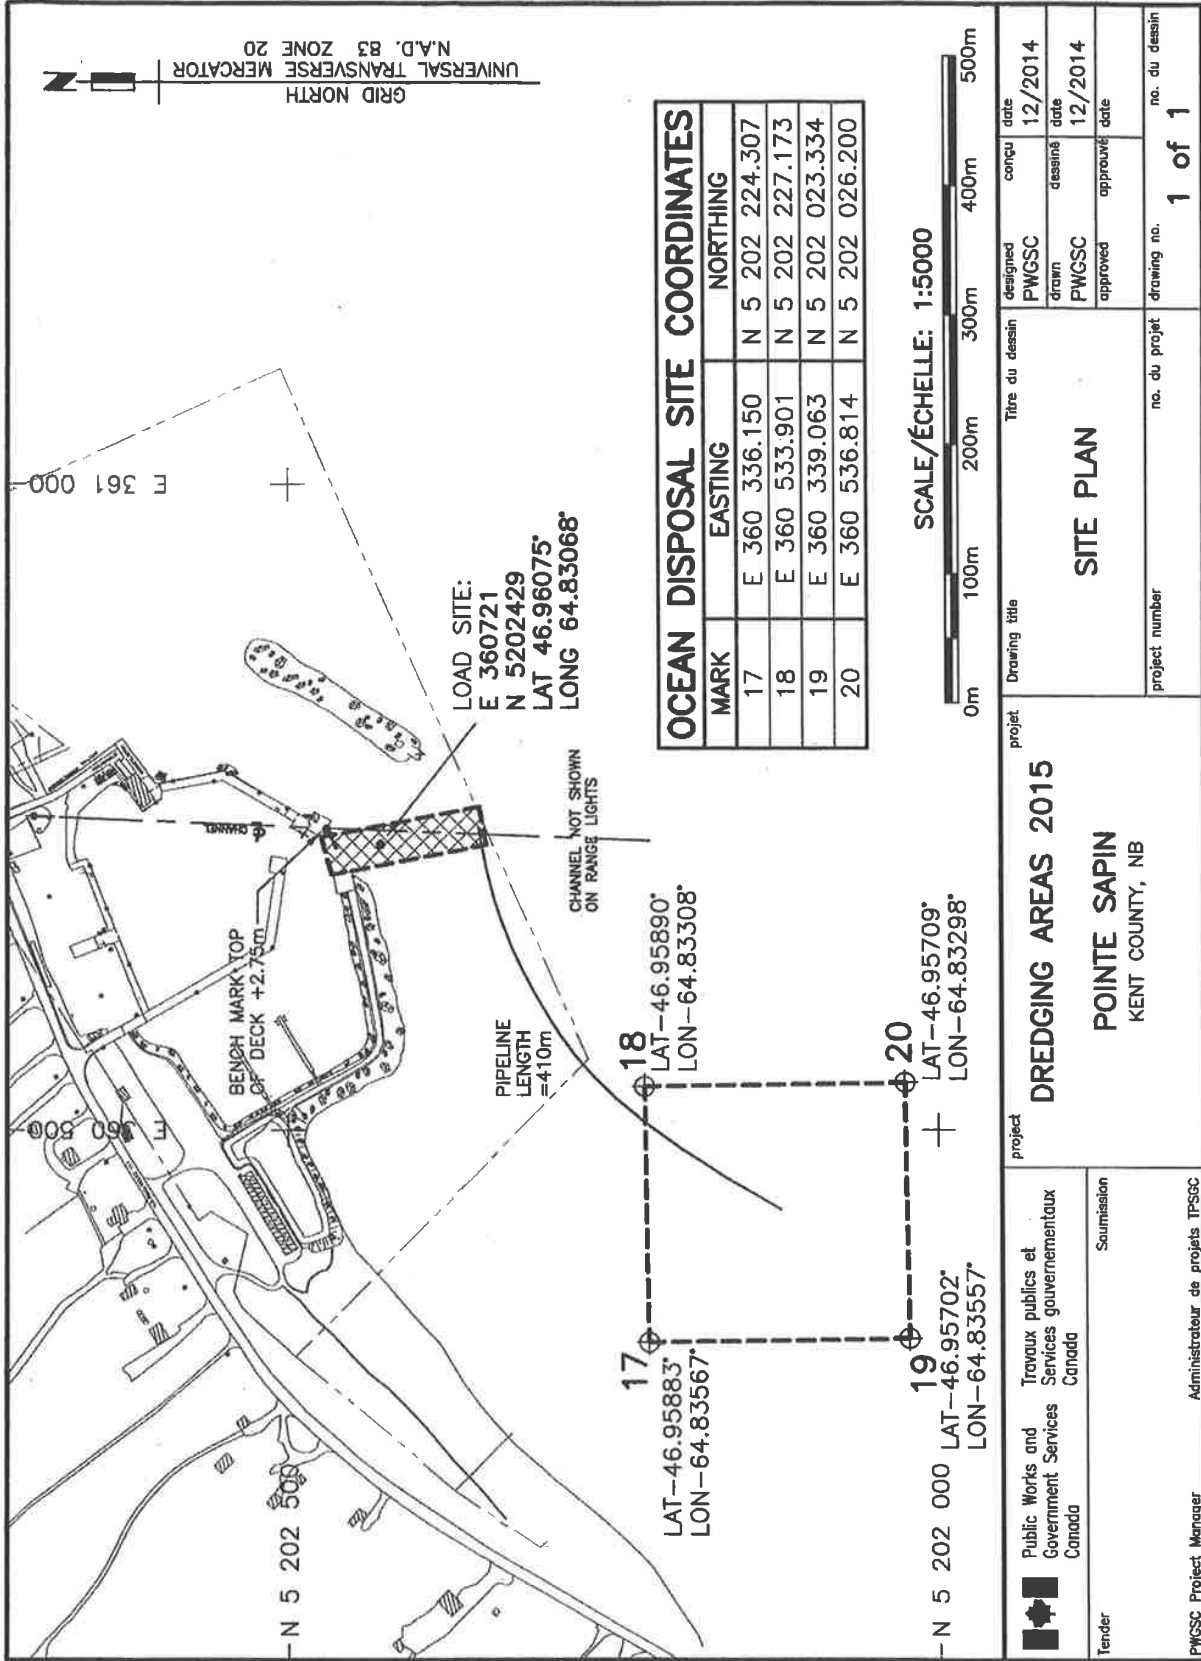 GRID NORTH
UNIVERSAL TRANSVERSE MERCATOR
N.A.D. 83 ZONE 20
N
E 361 000
E 360 500
N 5 202 500
N 5 202 000
CHANNEL
BENCH MARK TOP
OF DECK +2.75m
LOAD SITE:
E 360721
N 5202429
LAT 46.96075°
LONG 64.83068°
CHANNEL NOT SHOWN
ON RANGE LIGHTS
PIPELINE
LENGTH
=410m
17
LAT-46.95883°
LON-64.83567°
18
LAT-46.95890°
LON-64.83308°
19
LAT-46.95702°
LON-64.83557°
20
LAT-46.95709°
LON-64.83298°
OCEAN DISPOSAL SITE COORDINATES
MARK EASTING NORTHING
17 E 360 336.150 N 5 202 224.307
18 E 360 533.901 N 5 202 227.173
19 E 360 339.063 N 5 202 023.334
20 E 360 536.814 N 5 202 026.200
SCALE/ÉCHELLE: 1:5000
0m 100m 200m 300m 400m 500m
Public Works and
Government Services
Canada
Travaux publics et
Services gouvernementaux
Canada
Tender Soumission
PWGSC Project Manager Administrateur de projets TPSGC
project projet
DREDGING AREAS 2015
POINTE SAPIN
KENT COUNTY, NB
Drawing title Titre du dessin
SITE PLAN
project number no. du projet
designed conçu date
PWGSC 12/2014
drawn dessiné date
PWGSC 12/2014
approved approuvé date
drawing no. no. du dessin
1 of 1